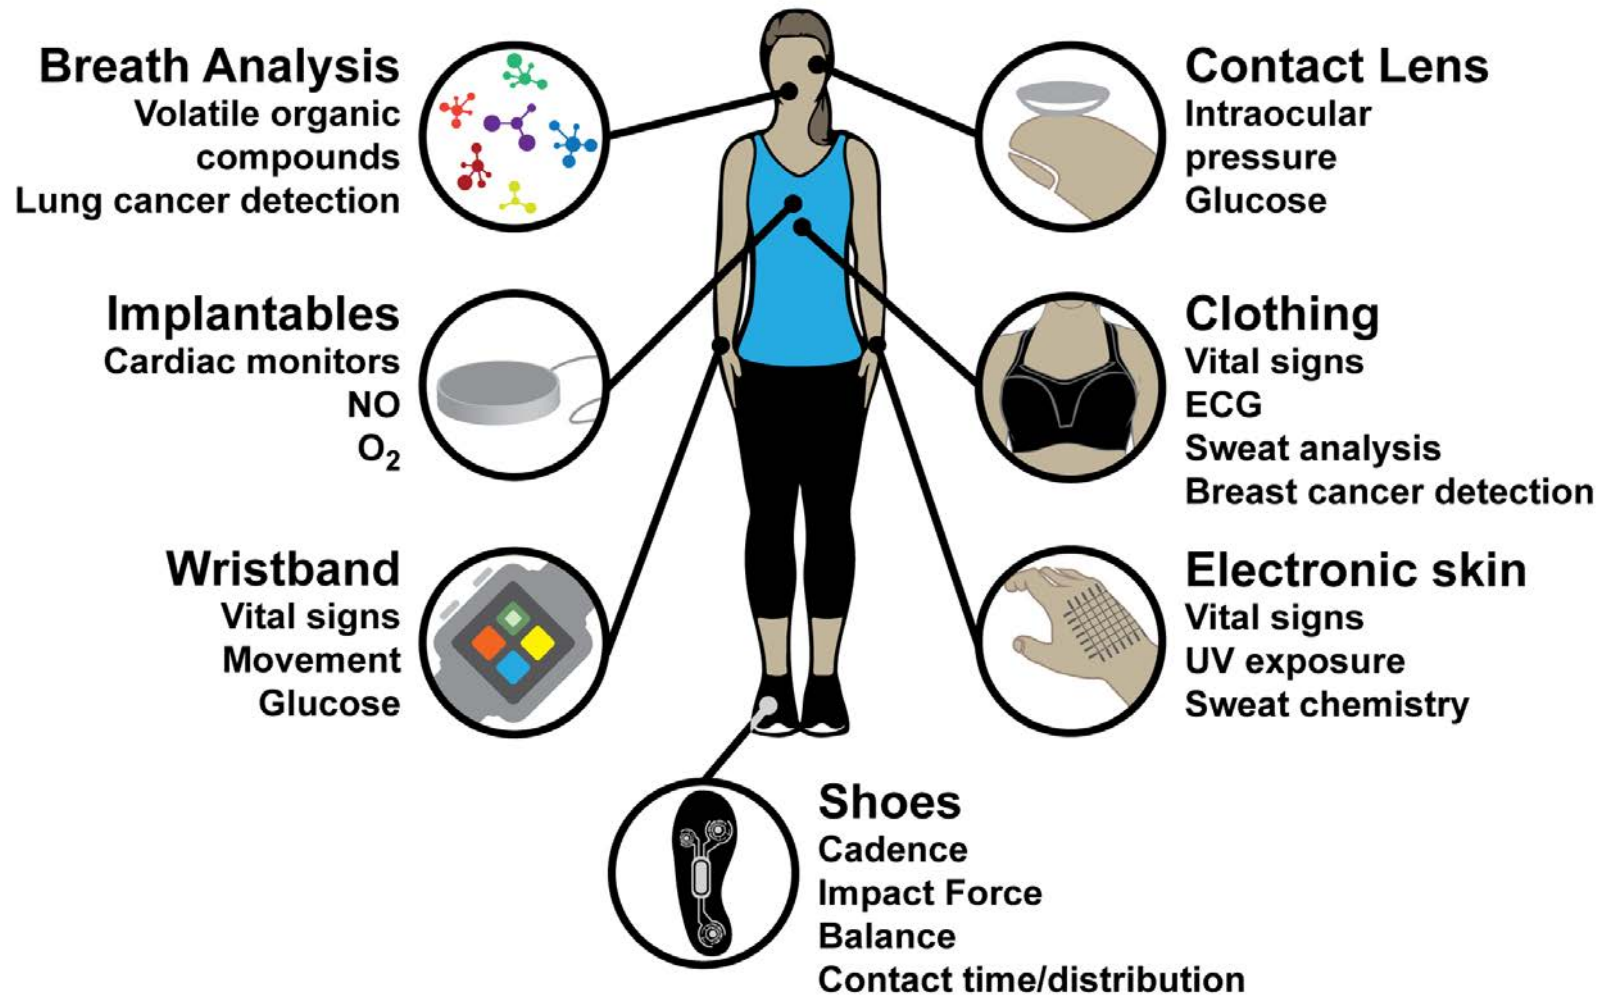 Breath Analysis
Volatile organic
compounds
Lung cancer detection
Contact Lens
Intraocular
pressure
Glucose
Implantables
Cardiac monitors
NO
O₂
Clothing
Vital signs
ECG
Sweat analysis
Breast cancer detection
Wristband
Vital signs
Movement
Glucose
Electronic skin
Vital signs
UV exposure
Sweat chemistry
Shoes
Cadence
Impact Force
Balance
Contact time/distribution